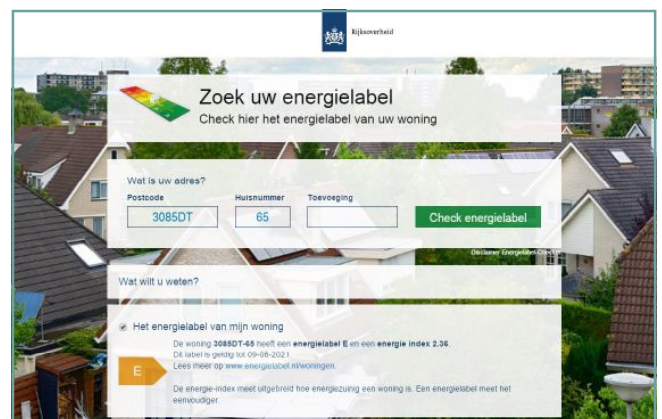 Rijksoverheid
Zoek uw energielabel
Check hier het energielabel van uw woning
Wat is uw adres?
Postcode Huisnummer Toevoeging
3085DT 65 Check energielabel
Disclaimer Energielabel Checker
Wat wilt u weten?
Het energielabel van mijn woning
De woning 3085DT-65 heeft een energielabel E en een energie index 2.36.
Dit label is geldig tot 09-06-2021.
E
Lees meer op www.energielabel.nl/woningen.
De energie-index meet uitgebreid hoe energiezuinig een woning is. Een energielabel meet het
eenvoudiger.